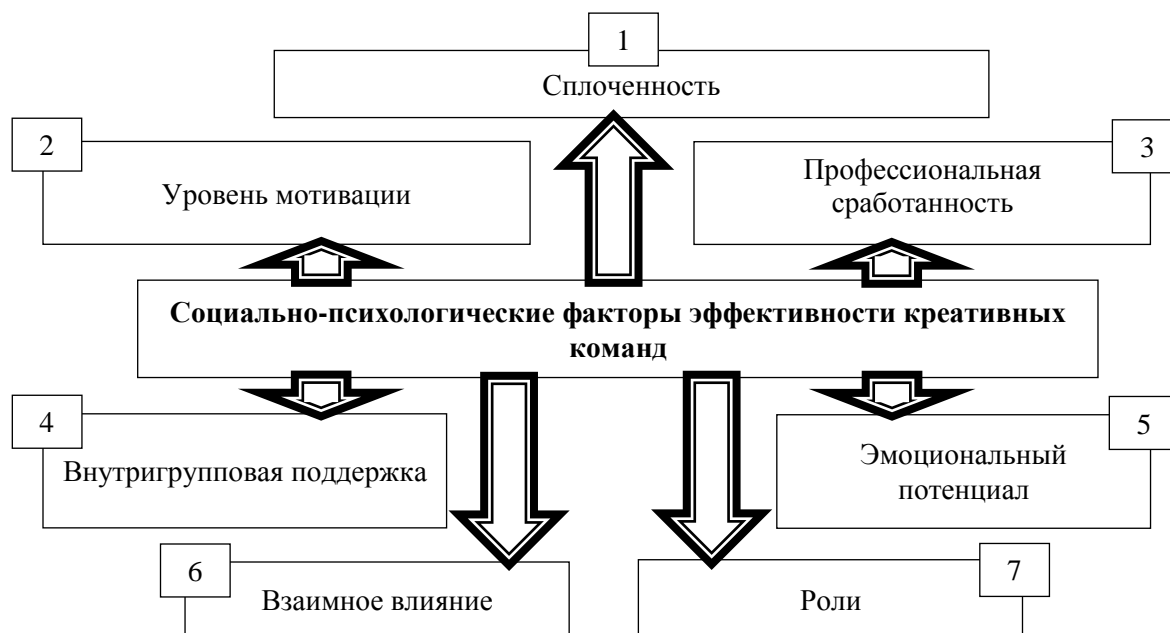 1
Сплоченность
2
Уровень мотивации
3
Профессиональная
сработанность
Социально-психологические факторы эффективности креативных
команд
4
Внутригрупповая поддержка
5
Эмоциональный
потенциал
6
Взаимное влияние
7
Роли